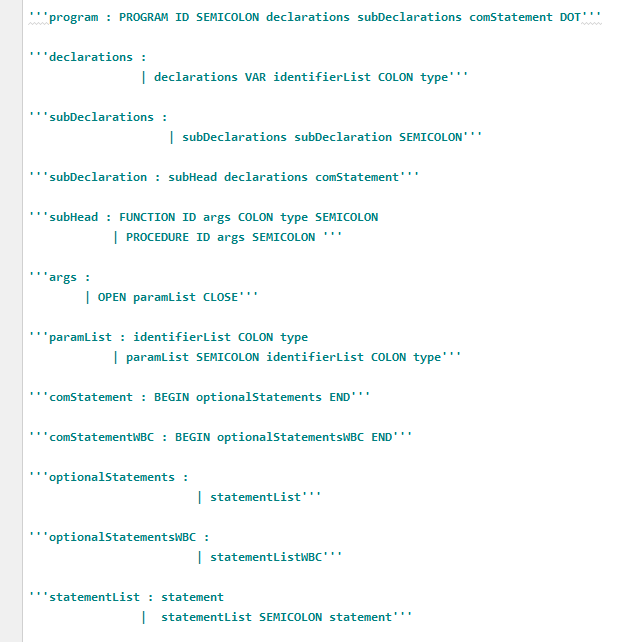 '''program : PROGRAM ID SEMICOLON declarations subDeclarations comStatement DOT'''
'''declarations :
| declarations VAR identifierList COLON type'''
'''subDeclarations :
| subDeclarations subDeclaration SEMICOLON'''
'''subDeclaration : subHead declarations comStatement'''
'''subHead : FUNCTION ID args COLON type SEMICOLON
| PROCEDURE ID args SEMICOLON '''
'''args :
| OPEN paramList CLOSE'''
'''paramList : identifierList COLON type
| paramList SEMICOLON identifierList COLON type'''
'''comStatement : BEGIN optionalStatements END'''
'''comStatementWBC : BEGIN optionalStatementsWBC END'''
'''optionalStatements :
| statementList'''
'''optionalStatementsWBC :
| statementListWBC'''
'''statementList : statement
|  statementList SEMICOLON statement'''